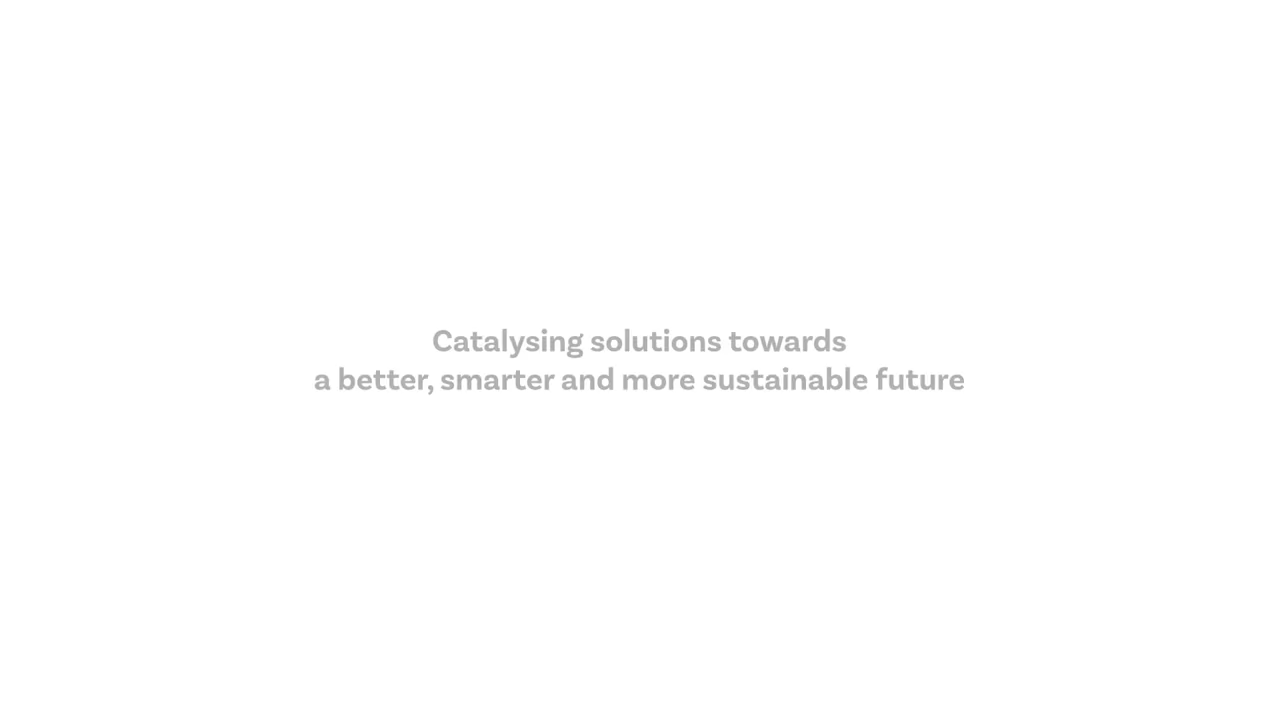 Catalysing solutions towards
a better, smarter and more sustainable future